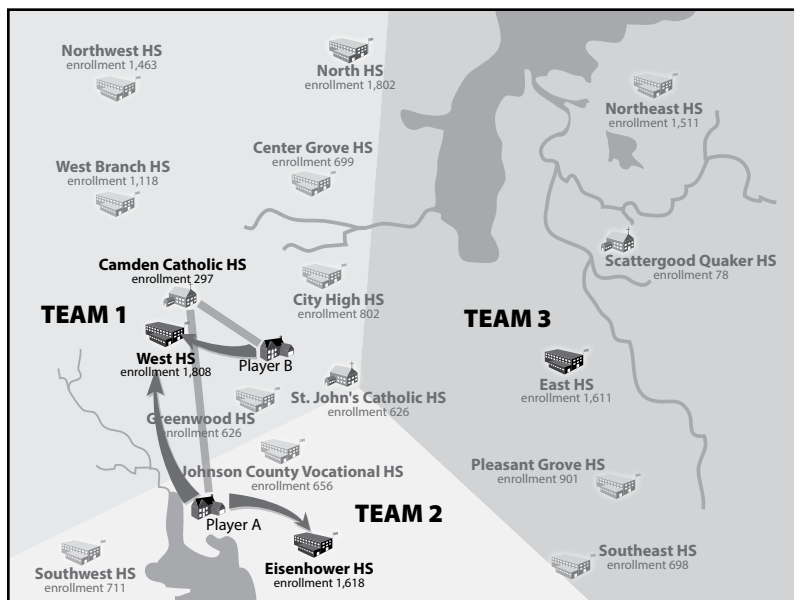 Northwest HS
enrollment 1,463
North HS
enrollment 1,802
Northeast HS
enrollment 1,511
West Branch HS
enrollment 1,118
Center Grove HS
enrollment 699
Camden Catholic HS
enrollment 297
City High HS
enrollment 802
Scattergood Quaker HS
enrollment 78
TEAM 1
TEAM 3
West HS
enrollment 1,808
Player B
East HS
enrollment 1,611
St. John's Catholic HS
enrollment 626
Greenwood HS
enrollment 626
Johnson County Vocational HS
enrollment 656
Pleasant Grove HS
enrollment 901
Player A
TEAM 2
Southwest HS
enrollment 711
Eisenhower HS
enrollment 1,618
Southeast HS
enrollment 698